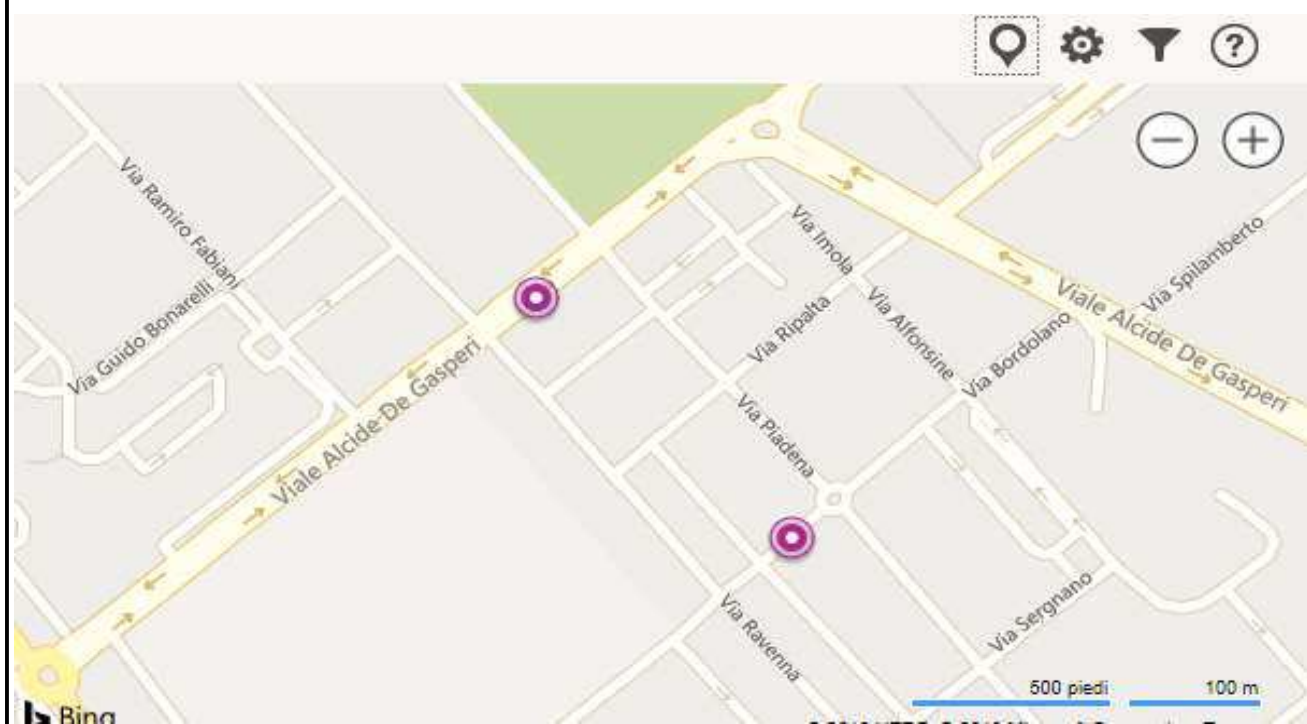 ?
Via Ramiro Fabiani
Via Guido Bonarelli
Viale Alcide De Gasperi
Via Imola
Via Ripalta
Via Alfonsine
Via Spilamberto
Via Bordolano
Viale Alcide De Gasperi
Via Piadena
Via Sergnano
Via Ravenna
500 piedi
100 m
Bing